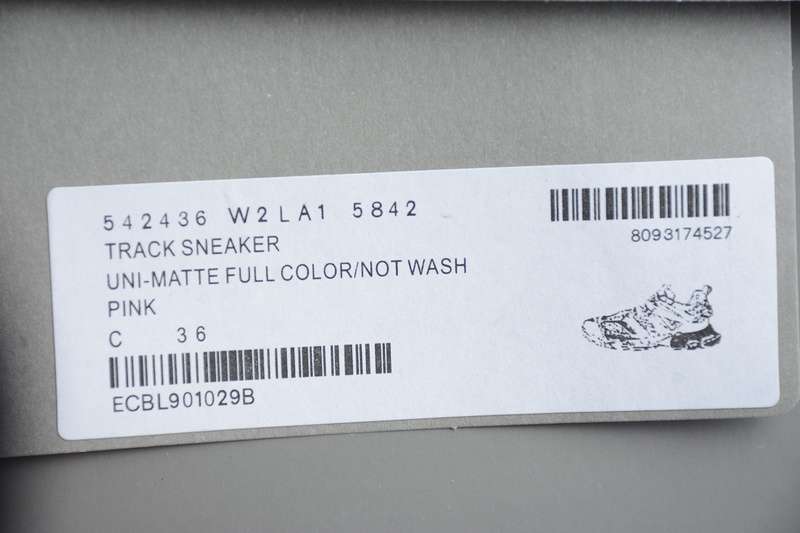 542436 W2LA1 5842
TRACK SNEAKER
UNI-MATTE FULL COLOR/NOT WASH
PINK
C 36
ECBL901029B
8093174527